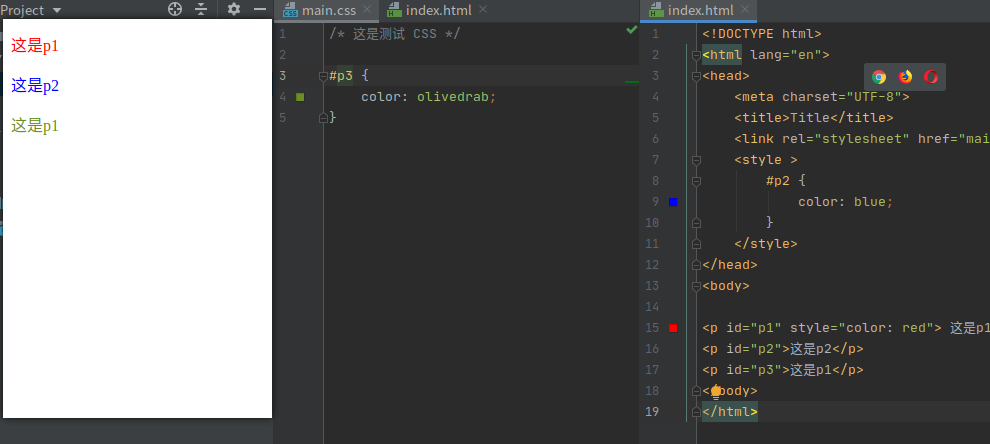 Project
main.css
index.html
index.html
这是p1
这是p2
这是p1
1 /* 这是测试 CSS */
2
3 #p3 {
4 color: olivedrab;
5 }
1 <!DOCTYPE html>
2 <html lang="en">
3 <head>
4 <meta charset="UTF-8">
5 <title>Title</title>
6 <link rel="stylesheet" href="mai
7 <style >
8 #p2 {
9 color: blue;
10 }
11 </style>
12 </head>
13 <body>
14
15 <p id="p1" style="color: red"> 这是p1
16 <p id="p2">这是p2</p>
17 <p id="p3">这是p1</p>
18 < body>
19 </html>